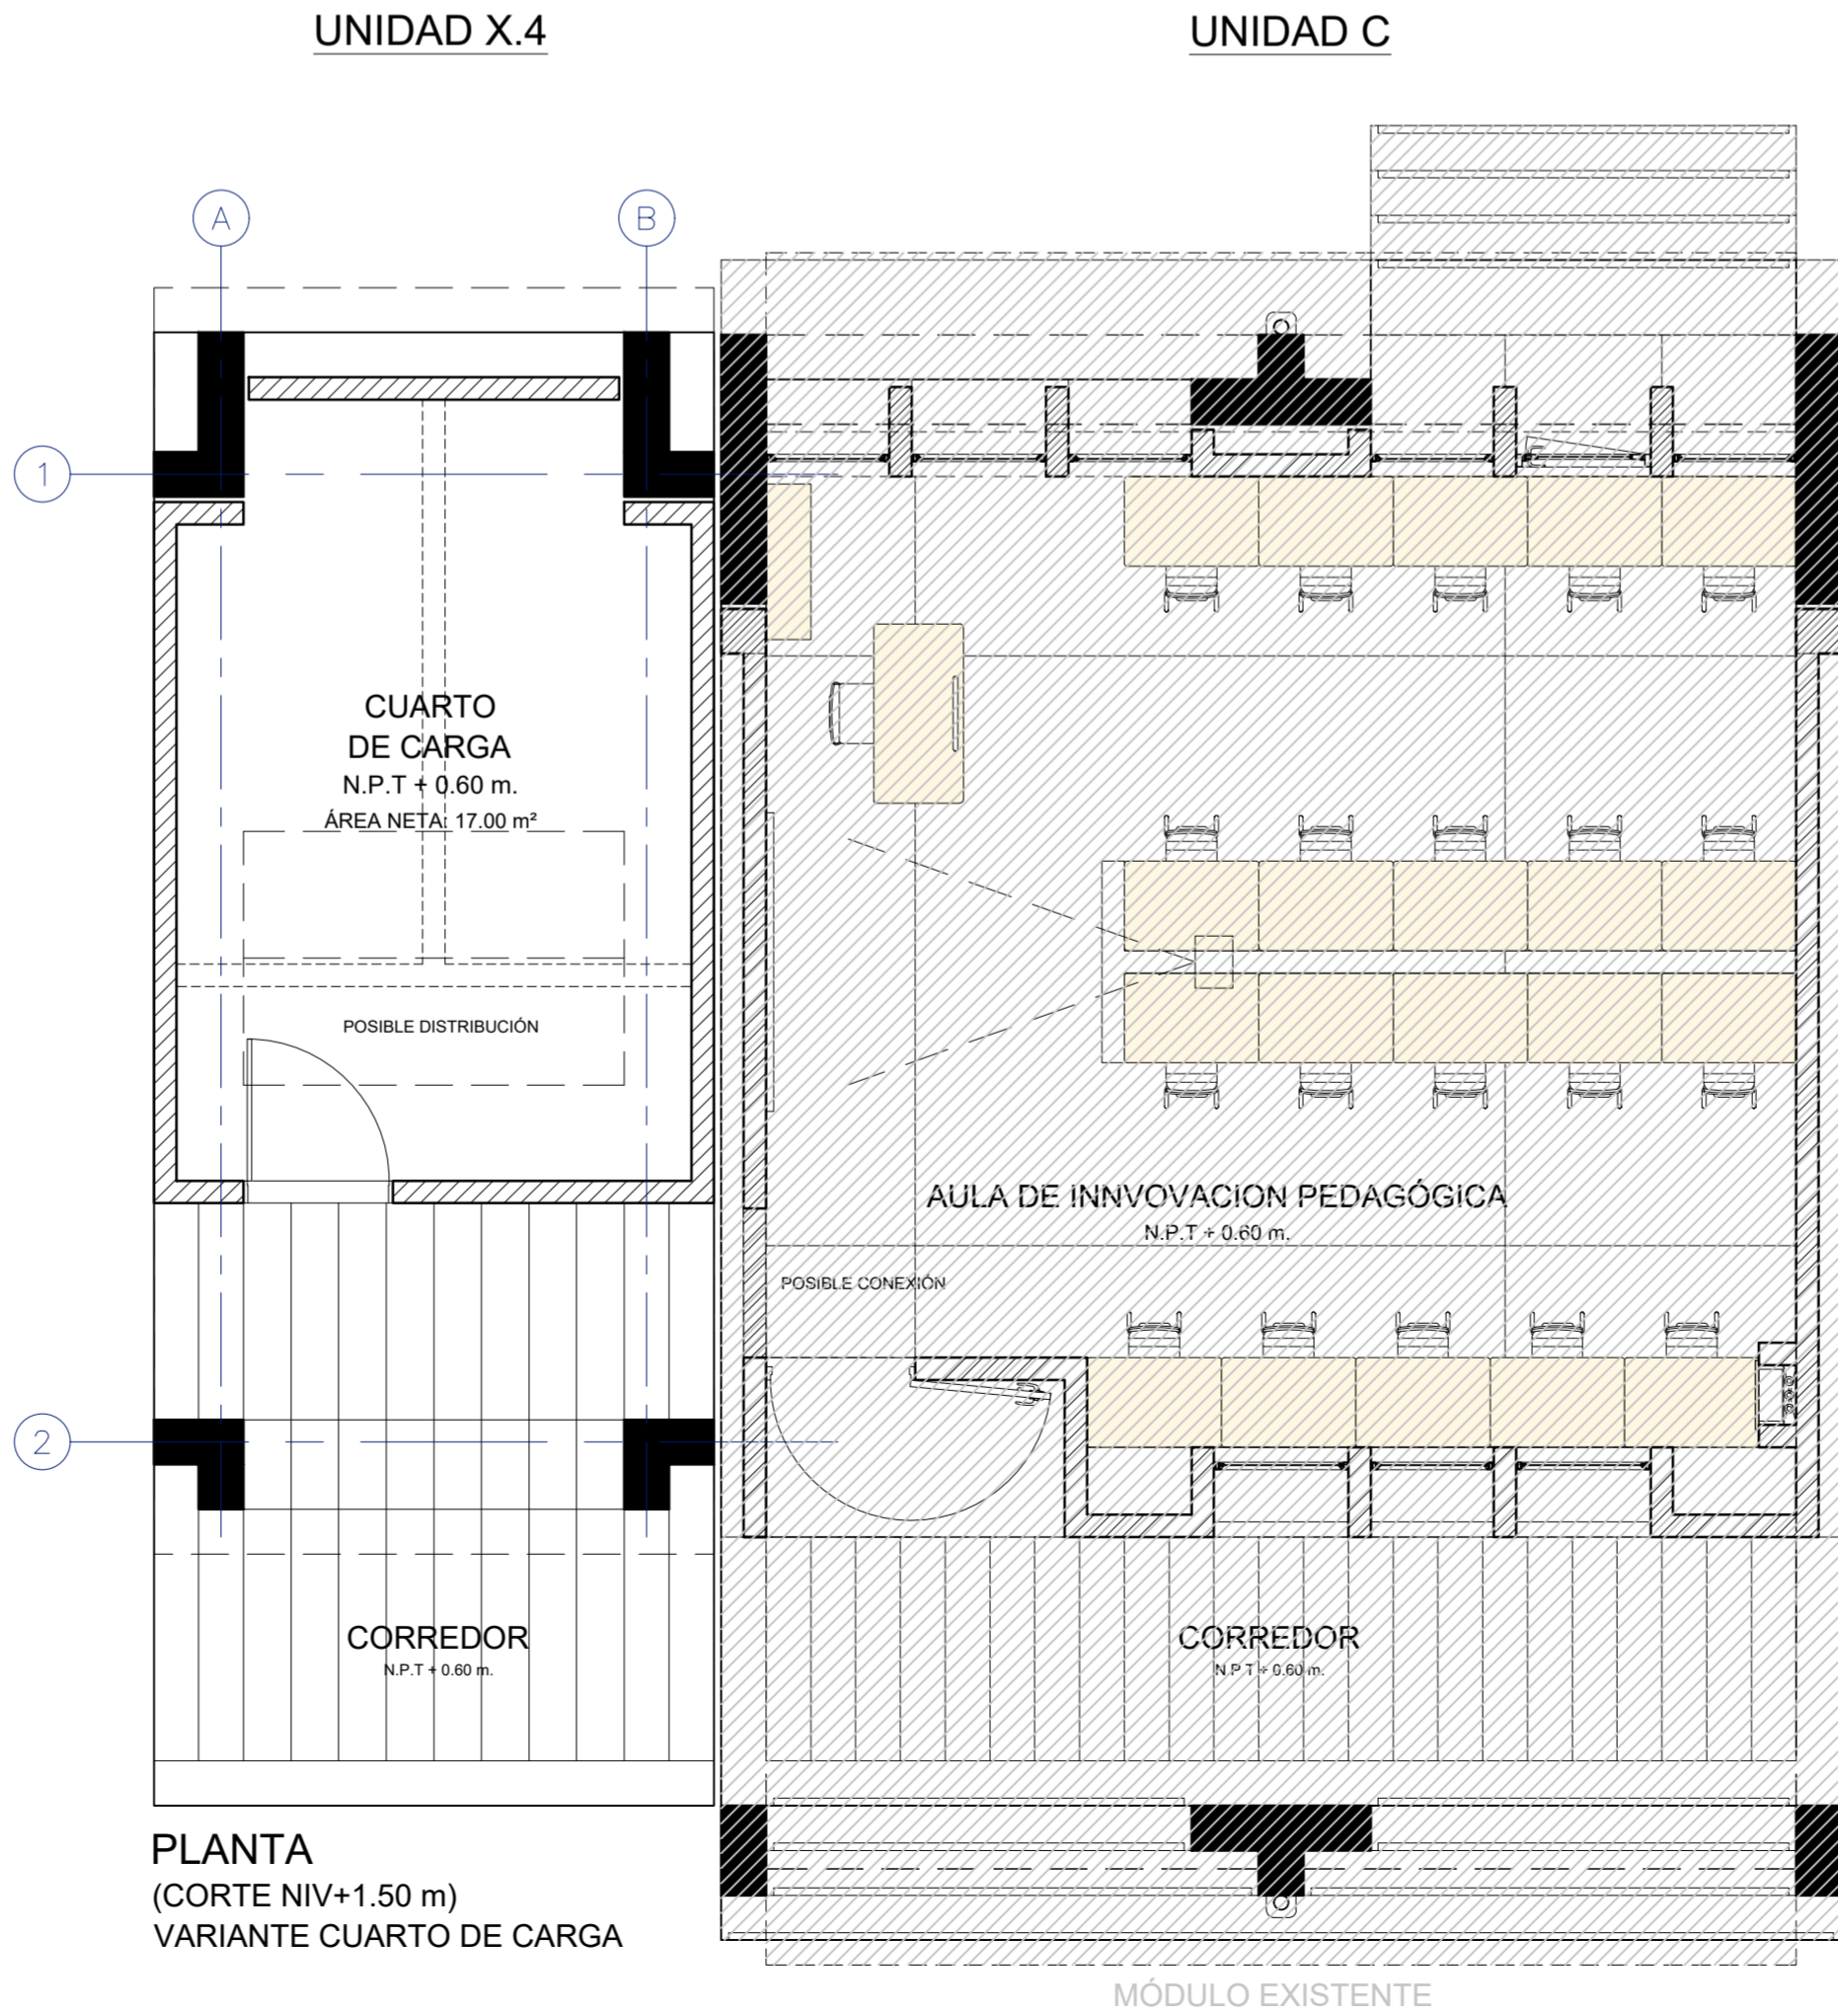 UNIDAD X.4
UNIDAD C
A
B
1
CUARTO
DE CARGA
N.P.T + 0.60 m.
ÁREA NETA: 17.00 m²
POSIBLE DISTRIBUCIÓN
AULA DE INNVOVACION PEDAGÓGICA
N.P.T + 0.60 m.
POSIBLE CONEXIÓN
2
CORREDOR
N.P.T + 0.60 m.
CORREDOR
N.P.T + 0.60 m.
PLANTA
(CORTE NIV+1.50 m)
VARIANTE CUARTO DE CARGA
MÓDULO EXISTENTE